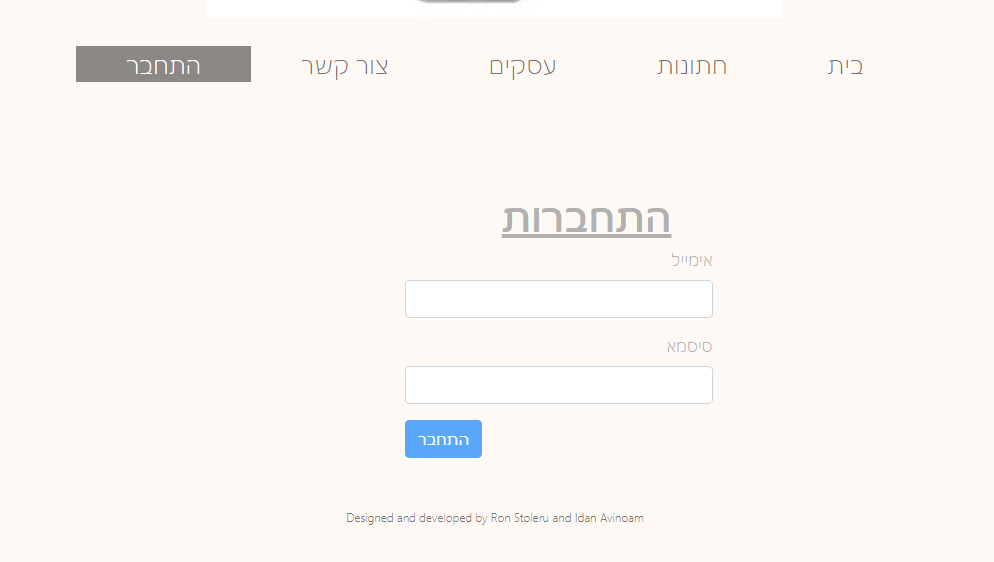 בית חתונות עסקים צור קשר התחבר
התחברות
אימייל
סיסמא
התחבר
Designed and developed by Ron Stoleru and Idan Avinoam